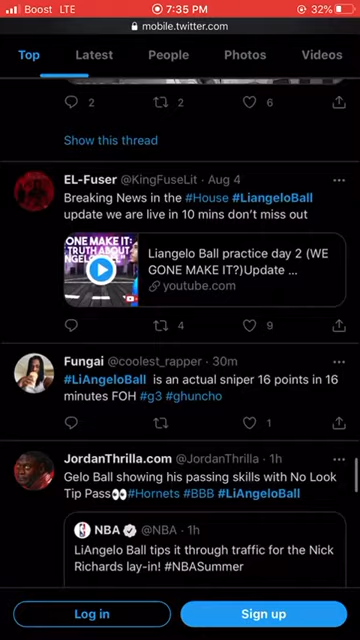 Boost LTE 7:35 PM 32%
mobile.twitter.com
Top Latest People Photos Videos
2 2 6
Show this thread
EL-Fuser @KingFuseLit · Aug 4
Breaking News in the #House #LiangeloBall
update we are live in 10 mins don't miss out
ONE MAKE IT:
TRUTH ABOUT
NGELO
Liangelo Ball practice day 2 (WE
GONE MAKE IT?)Update ...
youtube.com
4 9
Fungai @coolest_rapper · 30m
#LiAngeloBall is an actual sniper 16 points in 16
minutes FOH #g3 #ghuncho
1
JordanThrilla.com @JordanThrilla · 1h
Gelo Ball showing his passing skills with No Look
Tip Pass👀#Hornets #BBB #LiAngeloBall
NBA @NBA · 1h
LiAngelo Ball tips it through traffic for the Nick
Richards lay-in! #NBASummer
Log in Sign up